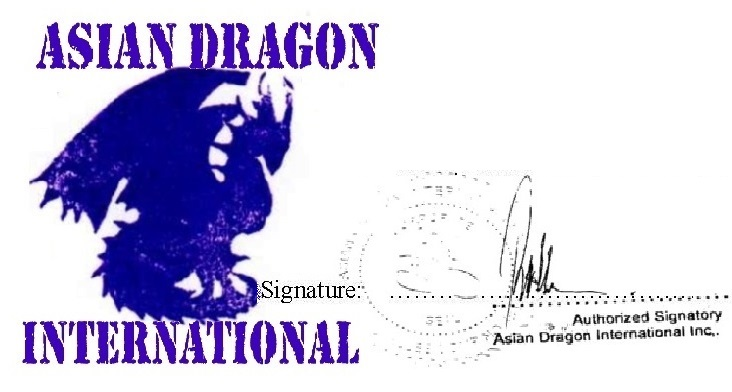 ASIAN DRAGON
Signature:
Authorized Signatory
Asian Dragon International Inc,.
INTERNATIONAL